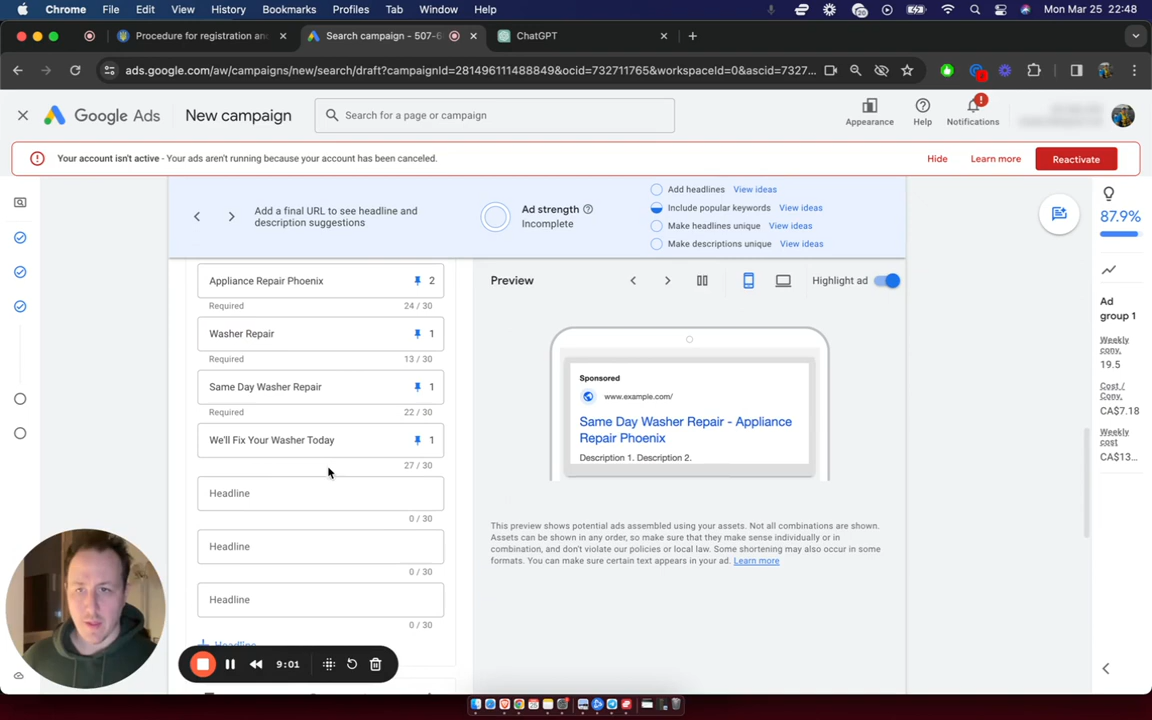 Chrome File Edit View History Bookmarks Profiles Tab Window Help
20
Mon Mar 25 22:48
Procedure for registration an
Search campaign - 507-6
ChatGPT
ads.google.com/aw/campaigns/new/search/draft?campaignId=281496111488849&ocid=732711765&workspaceId=0&ascid=7327...
Google Ads
New campaign
Search for a page or campaign
Appearance
Help
Notifications
Your account isn't active - Your ads aren't running because your account has been canceled.
Hide
Learn more
Reactivate
Add a final URL to see headline and
description suggestions
Ad strength
Incomplete
Add headlines View ideas
Include popular keywords View ideas
Make headlines unique View ideas
Make descriptions unique View ideas
87.9%
Appliance Repair Phoenix 2
Required 24 / 30
Washer Repair 1
Required 13 / 30
Same Day Washer Repair 1
Required 22 / 30
We'll Fix Your Washer Today 1
27 / 30
Headline
0 / 30
Headline
0 / 30
Headline
0 / 30
Headline
9:01
Preview
Highlight ad
Sponsored
www.example.com/
Same Day Washer Repair - Appliance
Repair Phoenix
Description 1. Description 2.
This preview shows potential ads assembled using your assets. Not all combinations are shown.
Assets can be shown in any order, so make sure that they make sense individually or in
combination, and don't violate our policies or local law. Some shortening may also occur in some
formats. You can make sure certain text appears in your ad. Learn more
Ad
group 1
Weekly
conv.
19.5
Cost /
Conv.
CA$7.18
Weekly
cost
CA$13...